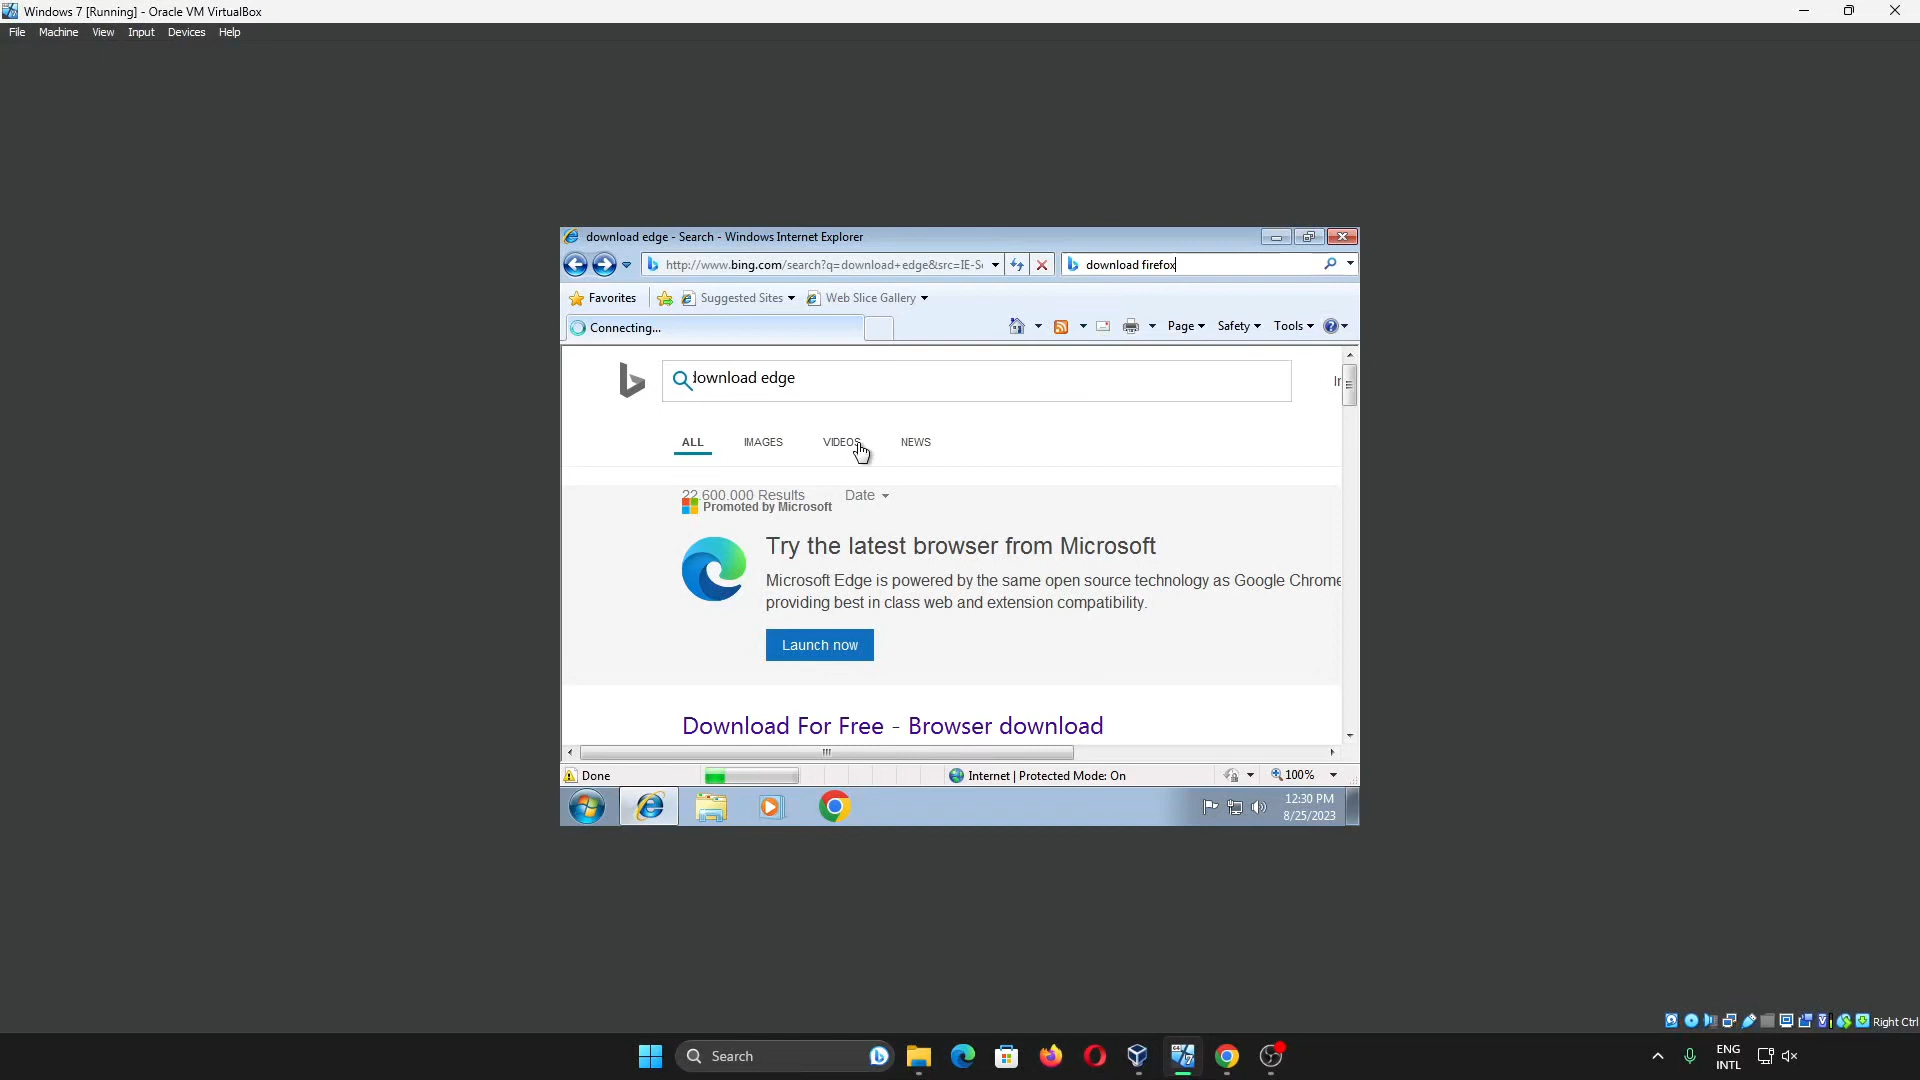 Windows 7 [Running] - Oracle VM VirtualBox
File Machine View Input Devices Help
download edge - Search - Windows Internet Explorer
http://www.bing.com/search?q=download+edge&src=IE-S
download firefox
Favorites Suggested Sites Web Slice Gallery
Connecting...
Page Safety Tools
download edge
ALL IMAGES VIDEOS NEWS
22.600.000 Results Date
Promoted by Microsoft
Try the latest browser from Microsoft
Microsoft Edge is powered by the same open source technology as Google Chrome
providing best in class web and extension compatibility.
Launch now
Download For Free - Browser download
Done Internet | Protected Mode: On 100%
12:30 PM
8/25/2023
Right Ctrl
Search
ENG
INTL